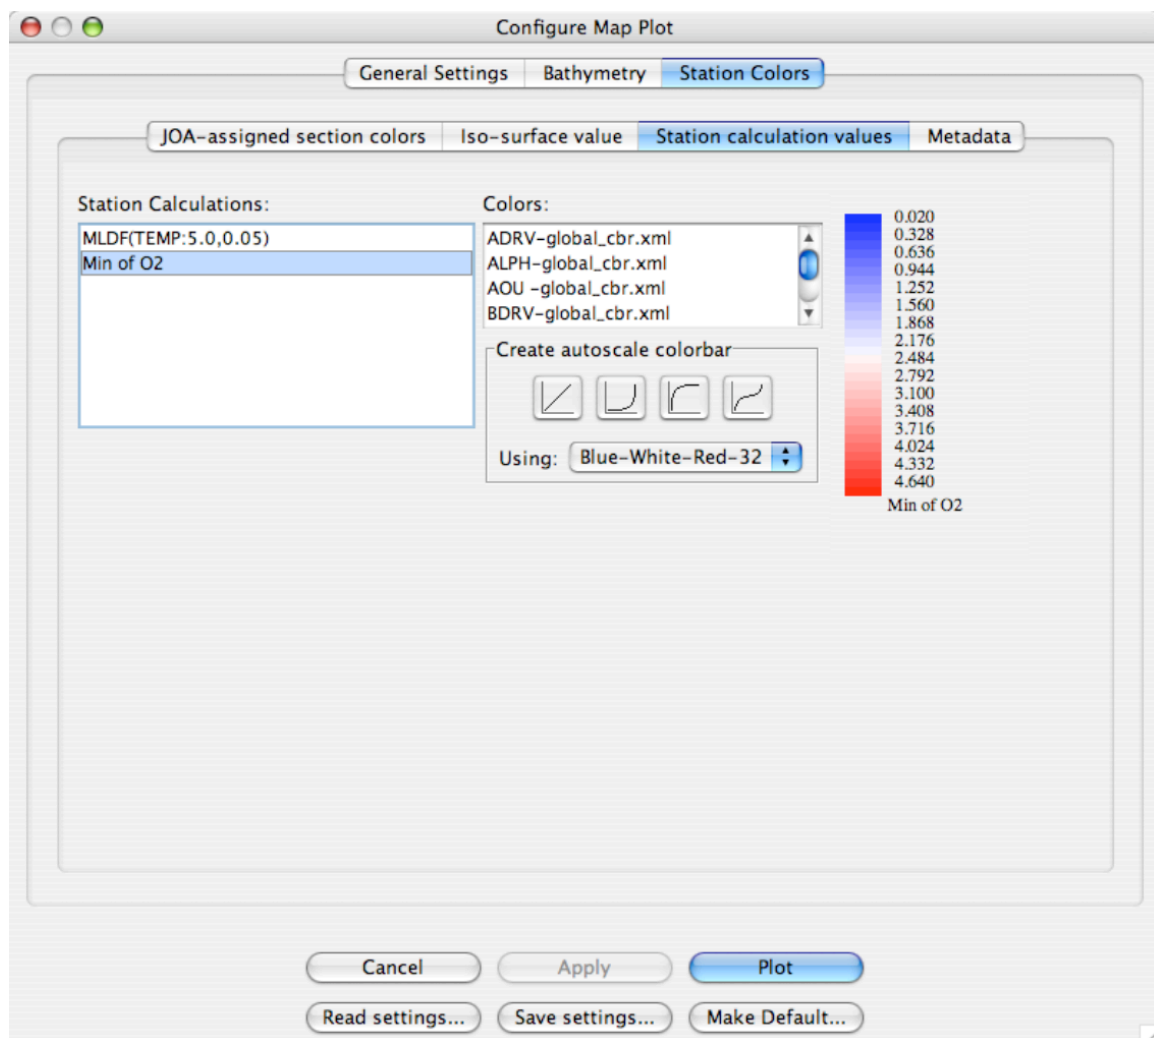 Configure Map Plot
General Settings Bathymetry Station Colors
JOA-assigned section colors Iso-surface value Station calculation values Metadata
Station Calculations:
MLDF(TEMP:5.0,0.05)
Min of O2
Colors:
ADRV-global_cbr.xml
ALPH-global_cbr.xml
AOU -global_cbr.xml
BDRV-global_cbr.xml
Create autoscale colorbar
Using: Blue-White-Red-32
0.020
0.328
0.636
0.944
1.252
1.560
1.868
2.176
2.484
2.792
3.100
3.408
3.716
4.024
4.332
4.640
Min of O2
Cancel Apply Plot
Read settings... Save settings... Make Default...